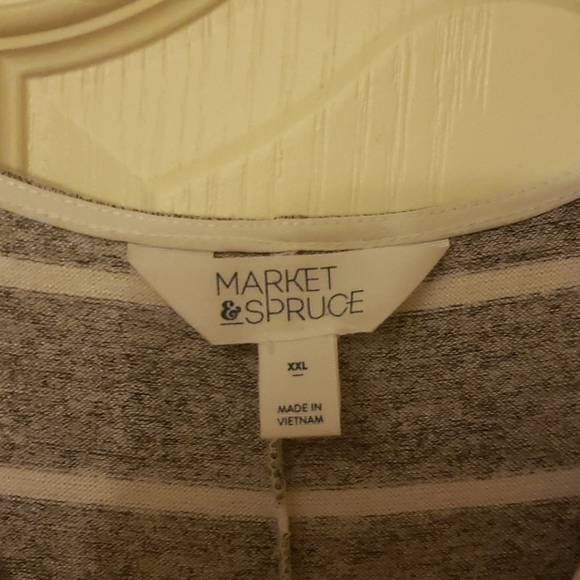 MARKET
&SPRUCE
XXL
MADE IN
VIETNAM